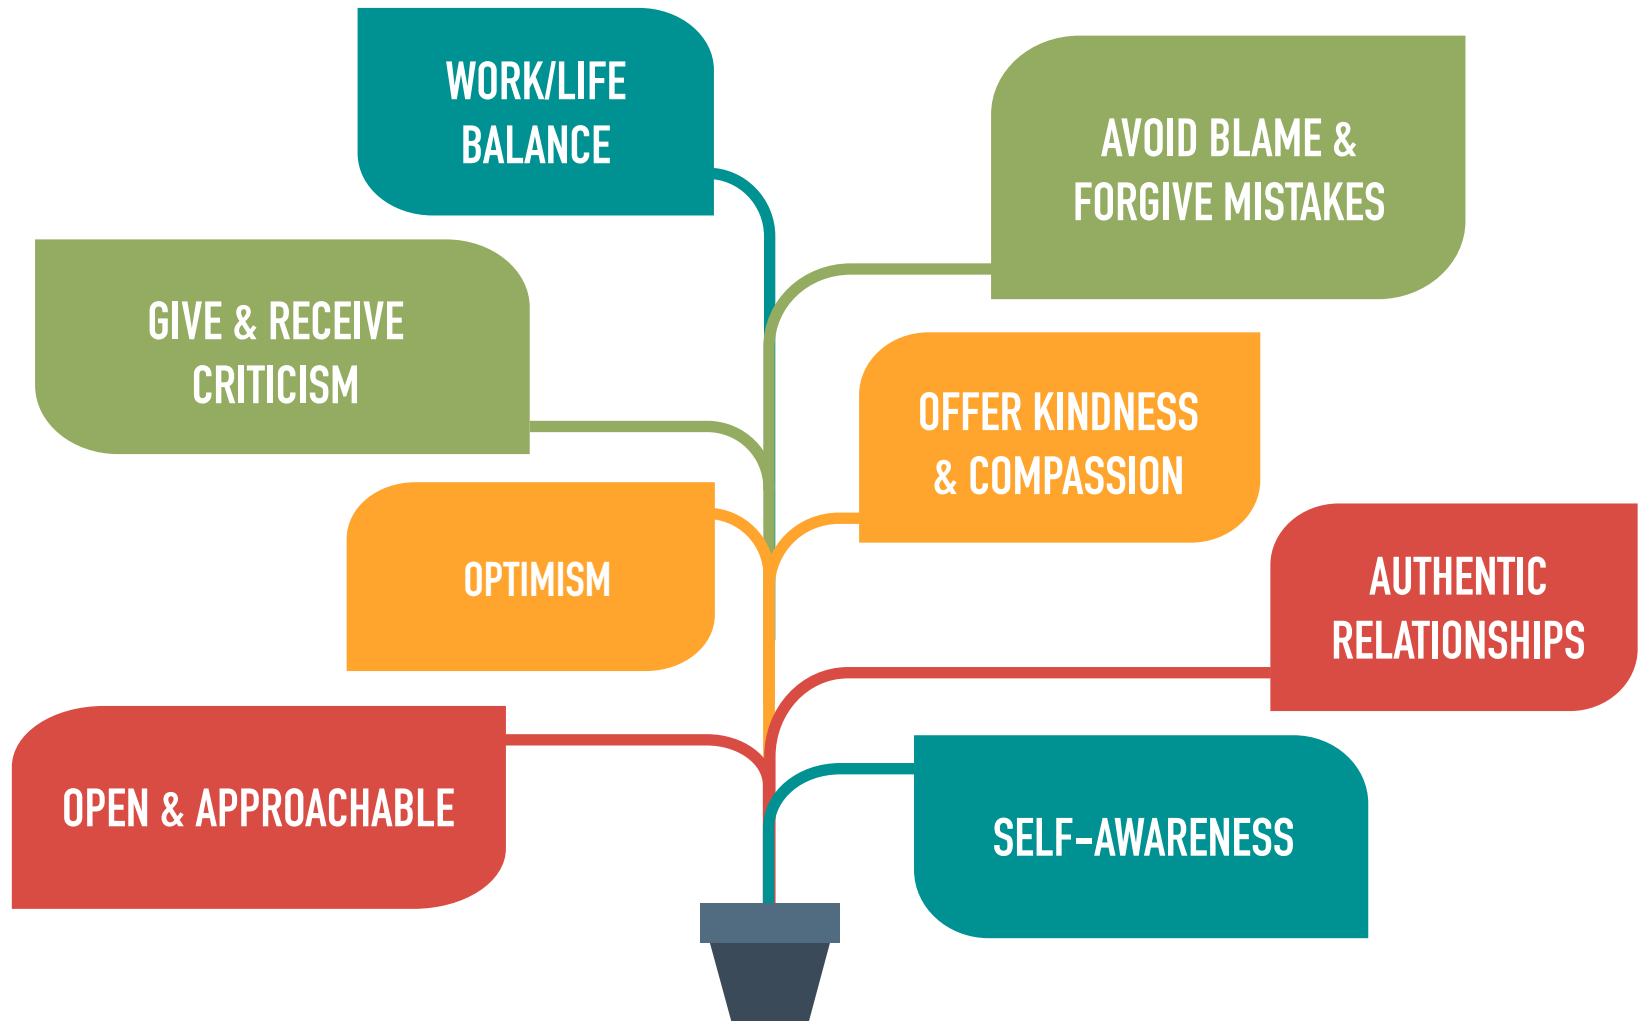 WORK/LIFE
BALANCE
AVOID BLAME &
FORGIVE MISTAKES
GIVE & RECEIVE
CRITICISM
OFFER KINDNESS
& COMPASSION
OPTIMISM
AUTHENTIC
RELATIONSHIPS
OPEN & APPROACHABLE
SELF-AWARENESS